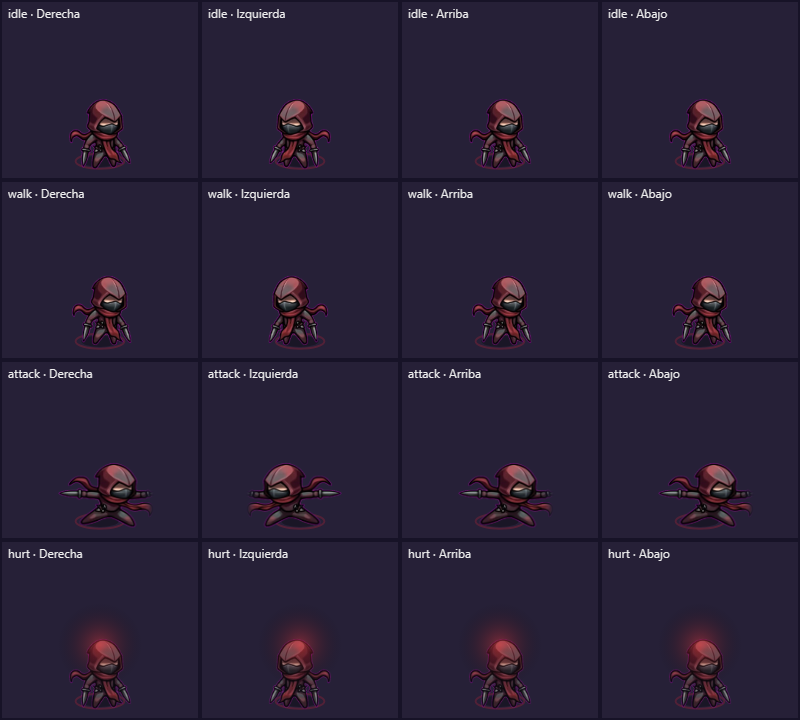 idle · Derecha
idle · Izquierda
idle · Arriba
idle · Abajo
walk · Derecha
walk · Izquierda
walk · Arriba
walk · Abajo
attack · Derecha
attack · Izquierda
attack · Arriba
attack · Abajo
hurt · Derecha
hurt · Izquierda
hurt · Arriba
hurt · Abajo